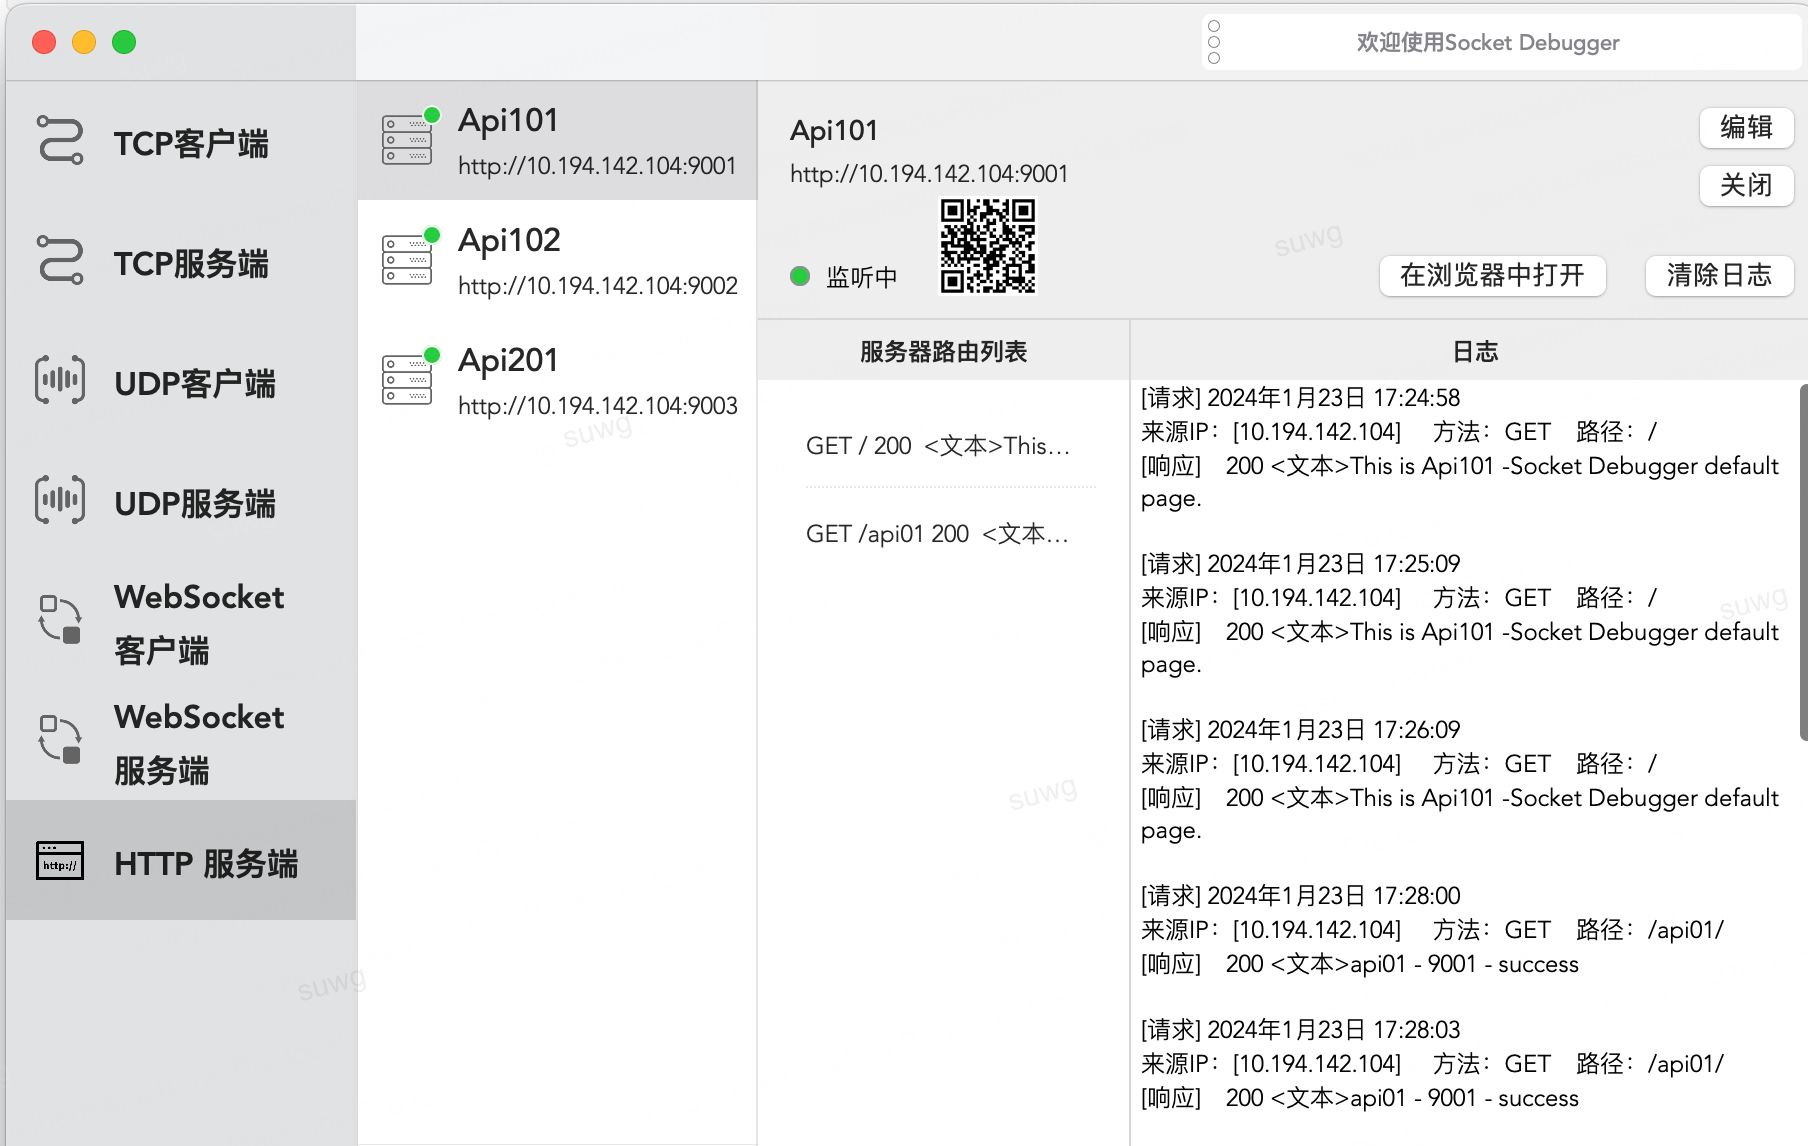 欢迎使用Socket Debugger
TCP客户端
TCP服务端
UDP客户端
UDP服务端
WebSocket
客户端
WebSocket
服务端
http://
HTTP 服务端
Api101
http://10.194.142.104:9001
Api102
http://10.194.142.104:9002
Api201
http://10.194.142.104:9003
Api101
http://10.194.142.104:9001
监听中
编辑
关闭
在浏览器中打开
清除日志
服务器路由列表
GET / 200 <文本>This...
GET /api01 200 <文本...
日志
[请求] 2024年1月23日 17:24:58
来源IP：[10.194.142.104] 方法：GET 路径：/
[响应] 200 <文本>This is Api101 -Socket Debugger default
page.
[请求] 2024年1月23日 17:25:09
来源IP：[10.194.142.104] 方法：GET 路径：/
[响应] 200 <文本>This is Api101 -Socket Debugger default
page.
[请求] 2024年1月23日 17:26:09
来源IP：[10.194.142.104] 方法：GET 路径：/
[响应] 200 <文本>This is Api101 -Socket Debugger default
page.
[请求] 2024年1月23日 17:28:00
来源IP：[10.194.142.104] 方法：GET 路径：/api01/
[响应] 200 <文本>api01 - 9001 - success
[请求] 2024年1月23日 17:28:03
来源IP：[10.194.142.104] 方法：GET 路径：/api01/
[响应] 200 <文本>api01 - 9001 - success
suwg
suwg
suwg
suwg
suwg
suwg